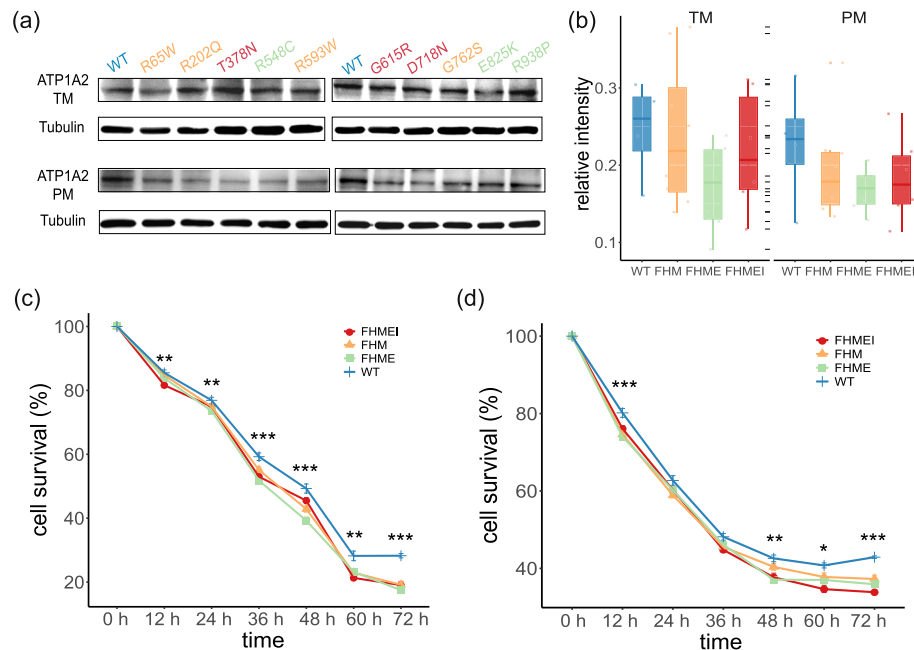 (a)
WT R65W R202Q T378N R548C R593W WT G615R D718N G762S E825K R938P
ATP1A2
TM
Tubulin
ATP1A2
PM
Tubulin
(b)
TM PM
relative intensity
0.3
0.2
0.1
WT FHM FHME FHMEI WT FHM FHME FHMEI
(c)
cell survival (%)
100
80
60
40
20
** ** *** *** ** ***
FHMEI
FHM
FHME
WT
0 h 12 h 24 h 36 h 48 h 60 h 72 h
time
(d)
cell survival (%)
100
80
60
40
*** ** * ***
FHMEI
FHM
FHME
WT
0 h 12 h 24 h 36 h 48 h 60 h 72 h
time